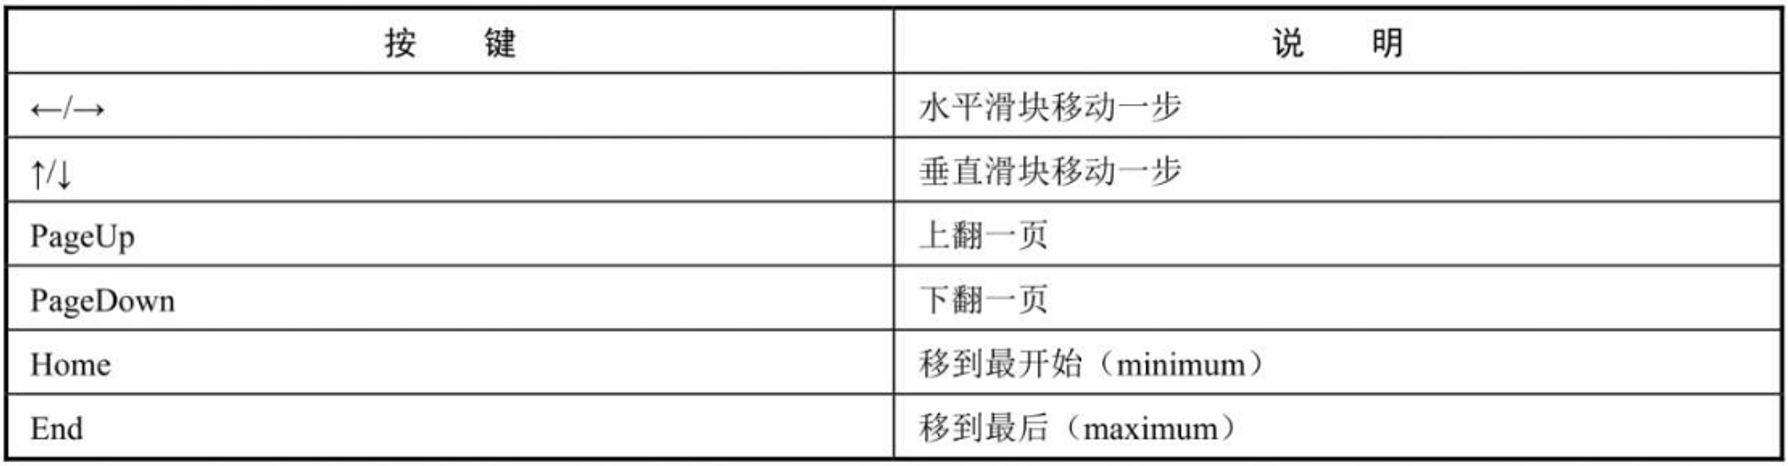 按 键 说 明
←/→ 水平滑块移动一步
↑/↓ 垂直滑块移动一步
PageUp 上翻一页
PageDown 下翻一页
Home 移到最开始（minimum）
End 移到最后（maximum）